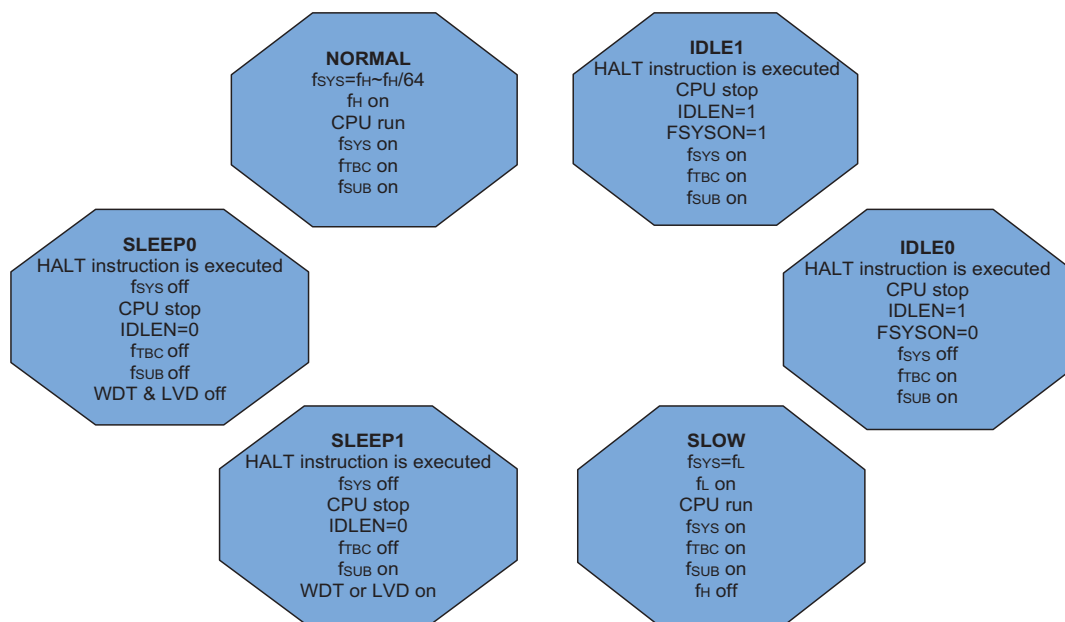 NORMAL
fSYS=fH~fH/64
fH on
CPU run
fSYS on
fTBC on
fSUB on
IDLE1
HALT instruction is executed
CPU stop
IDLEN=1
FSYSON=1
fSYS on
fTBC on
fSUB on
SLEEP0
HALT instruction is executed
fSYS off
CPU stop
IDLEN=0
fTBC off
fSUB off
WDT & LVD off
IDLE0
HALT instruction is executed
CPU stop
IDLEN=1
FSYSON=0
fSYS off
fTBC on
fSUB on
SLEEP1
HALT instruction is executed
fSYS off
CPU stop
IDLEN=0
fTBC off
fSUB on
WDT or LVD on
SLOW
fSYS=fL
fL on
CPU run
fSYS on
fTBC on
fSUB on
fH off